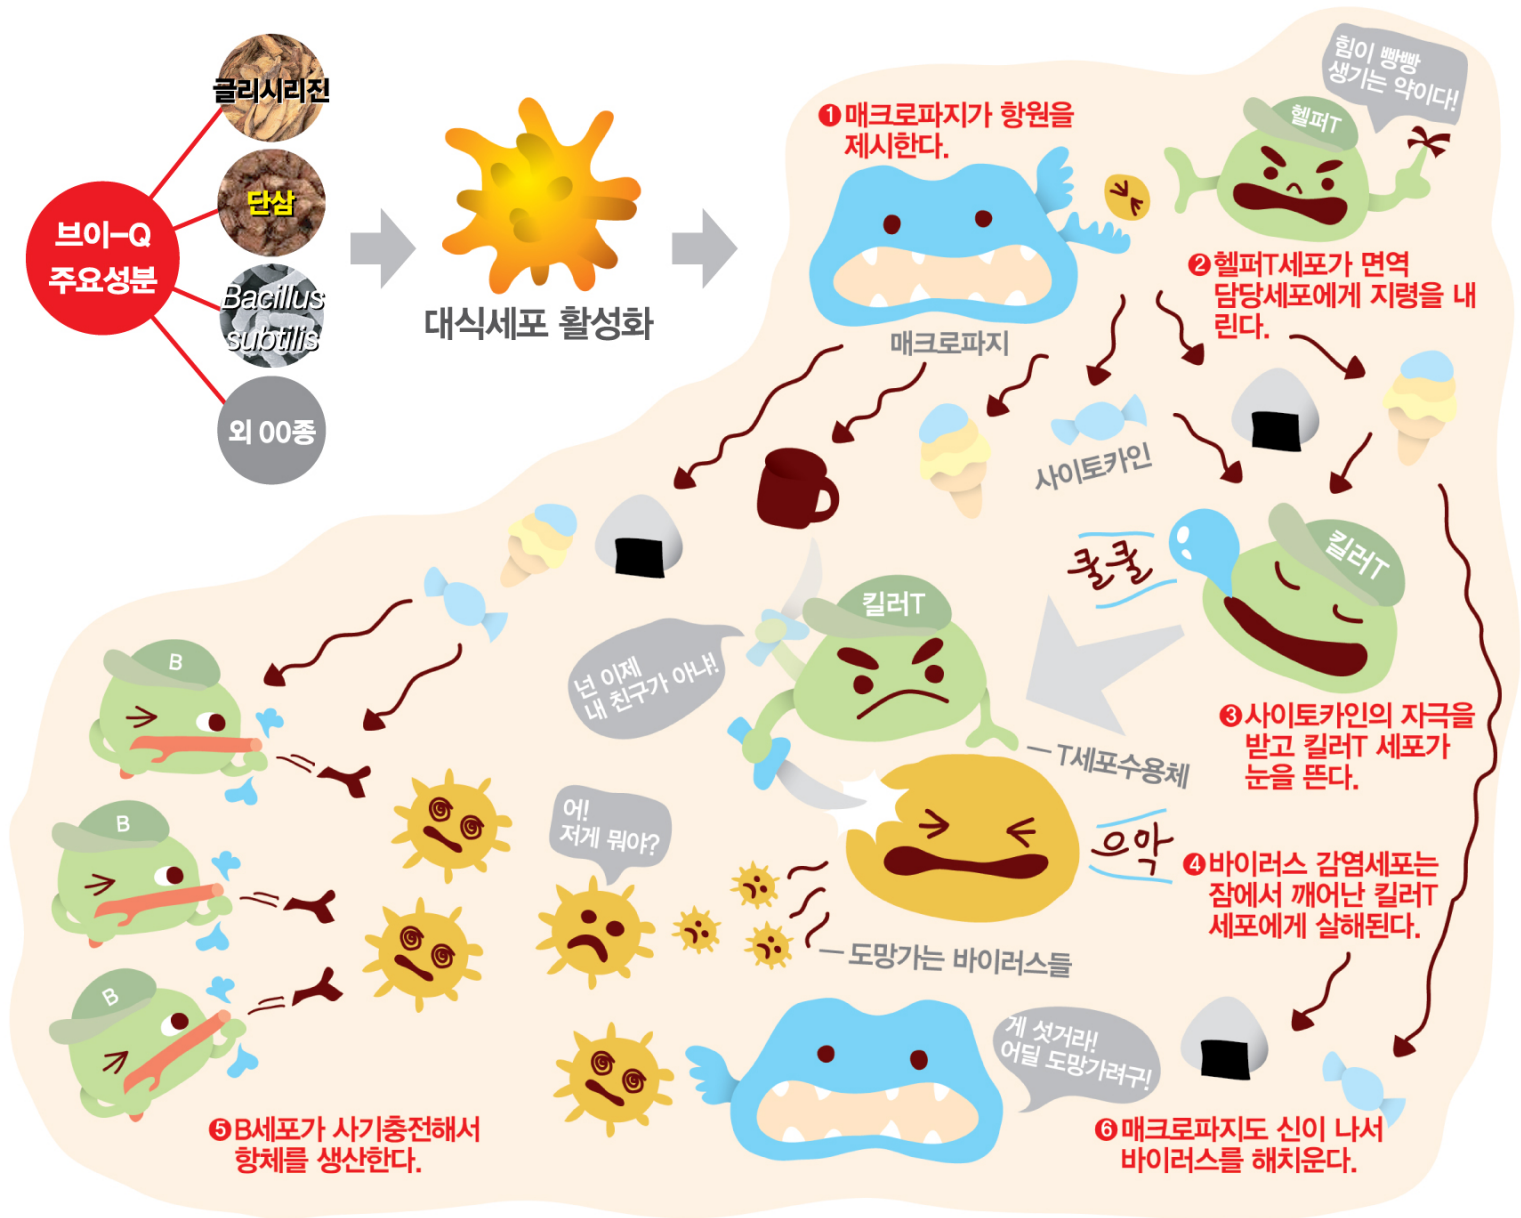 글리시리진
단삼
브이-Q
주요성분
Bacillus
subtilis
외 00종
대식세포 활성화
❶매크로파지가 항원을
제시한다.
매크로파지
힘이 빵빵
생기는 약이다!
헬퍼T
❷헬퍼T세포가 면역
담당세포에게 지령을 내
린다.
사이토카인
쿨쿨
킬러T
❸사이토카인의 자극을
받고 킬러T 세포가
눈을 뜬다.
킬러T
넌 이제
내 친구가 아냐!
T세포수용체
으악
❹바이러스 감염세포는
잠에서 깨어난 킬러T
세포에게 살해된다.
어!
저게 뭐야?
도망가는 바이러스들
B
B
B
❺B세포가 사기충전해서
항체를 생산한다.
게 섯거라!
어딜 도망가려구!
❻매크로파지도 신이 나서
바이러스를 해치운다.